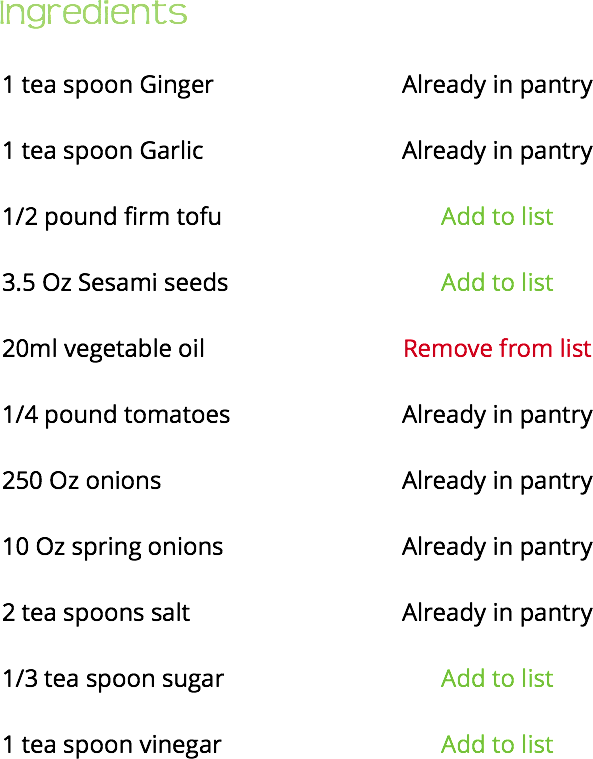 Ingredients
1 tea spoon Ginger Already in pantry
1 tea spoon Garlic Already in pantry
1/2 pound firm tofu Add to list
3.5 Oz Sesami seeds Add to list
20ml vegetable oil Remove from list
1/4 pound tomatoes Already in pantry
250 Oz onions Already in pantry
10 Oz spring onions Already in pantry
2 tea spoons salt Already in pantry
1/3 tea spoon sugar Add to list
1 tea spoon vinegar Add to list